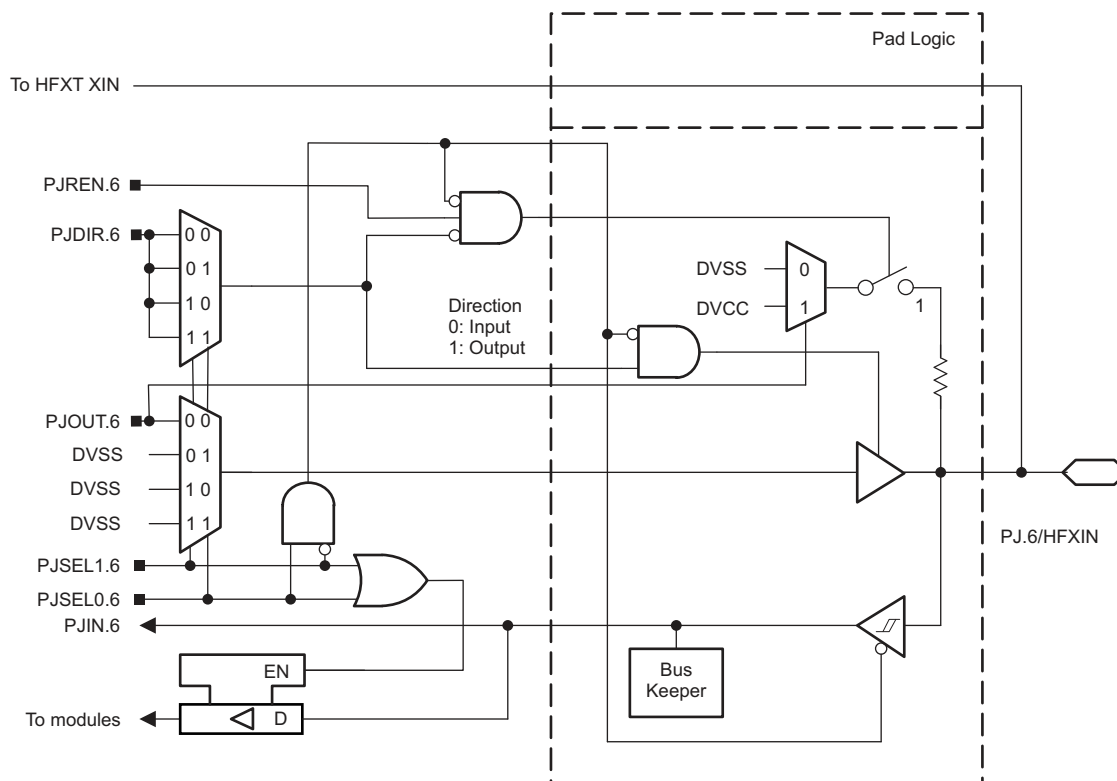 Pad Logic
To HFXT XIN
PJREN.6
PJDIR.6
0 0
0 1
1 0
1 1
Direction
0: Input
1: Output
DVSS
0
DVCC
1
1
PJOUT.6
0 0
DVSS
0 1
DVSS
1 0
DVSS
1 1
PJ.6/HFXIN
PJSEL1.6
PJSEL0.6
PJIN.6
EN
Bus
Keeper
To modules
D